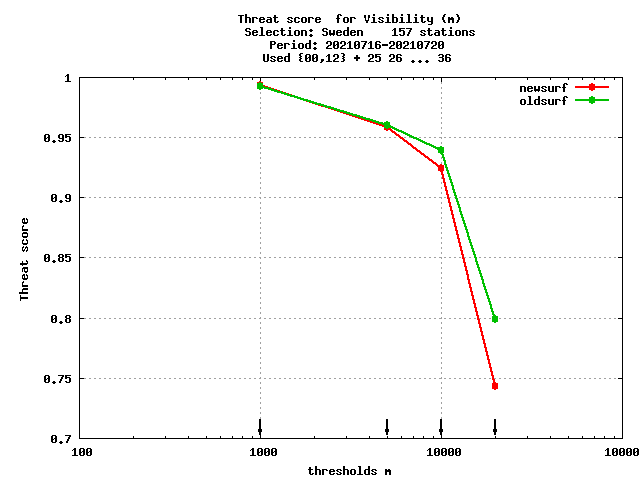 Threat score  for Visibility (m)
Selection: Sweden    157 stations
Period: 20210716-20210720
Used {00,12} + 25 26 ... 36
newsurf
oldsurf
1
0.95
0.9
0.85
0.8
0.75
0.7
Threat score
100
1000
10000
10000
thresholds m